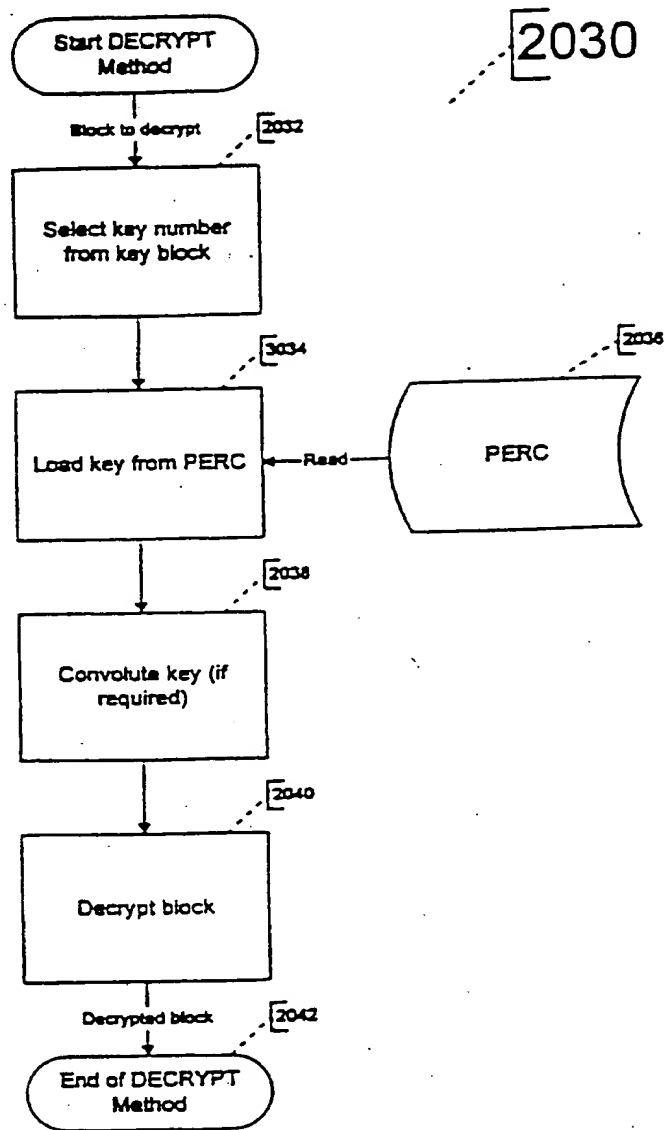 Start DECRYPT
Method
2030
Block to decrypt
2032
Select key number
from key block
3034
2036
Load key from PERC
Read
PERC
2038
Convolute key (if
required)
2040
Decrypt block
Decrypted block
2042
End of DECRYPT
Method